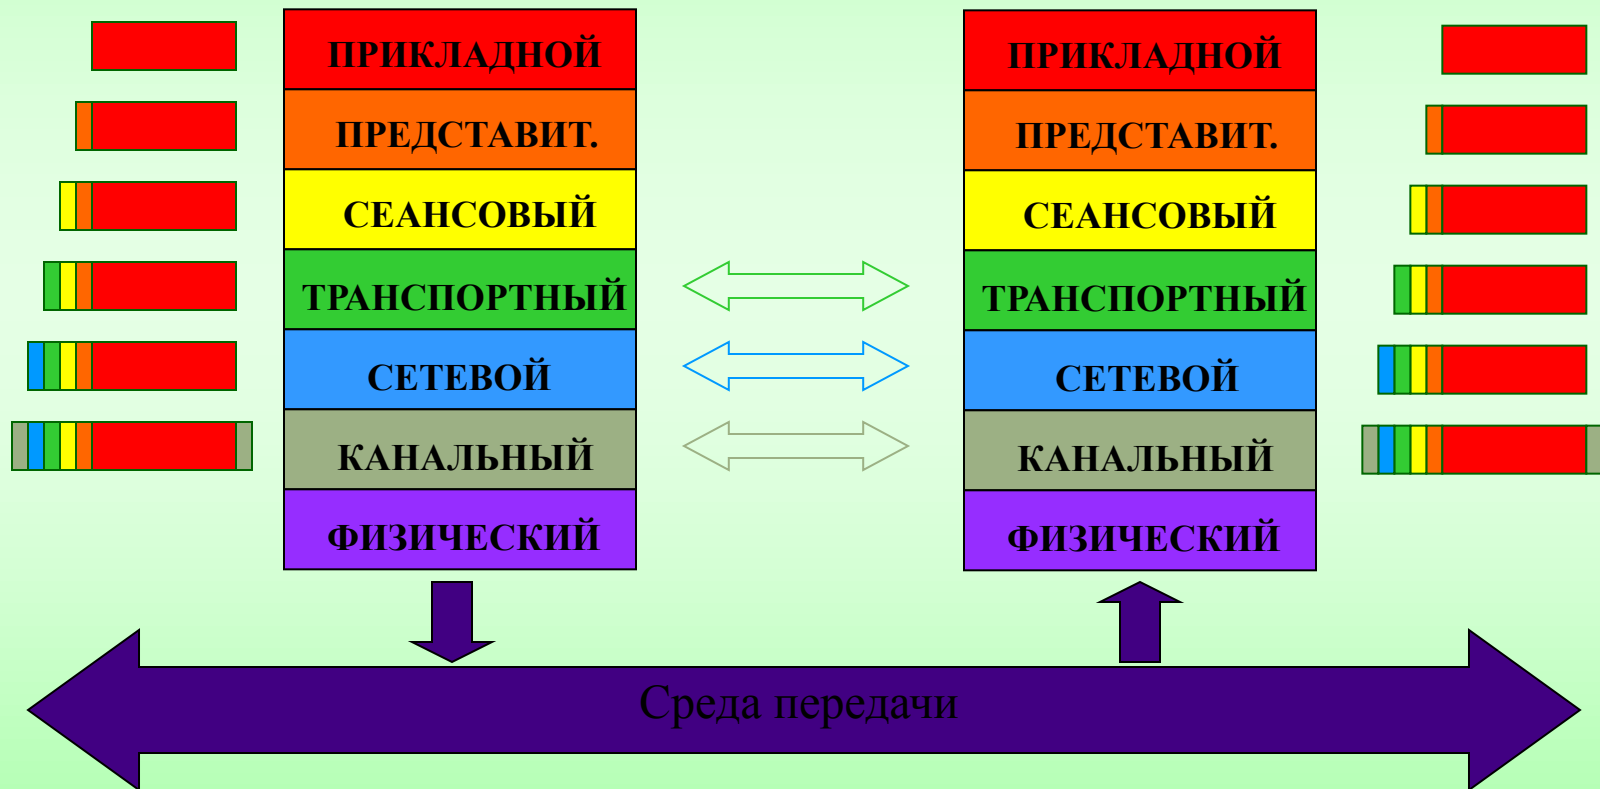 ПРИКЛАДНОЙ
ПРЕДСТАВИТ.
СЕАНСОВЫЙ
ТРАНСПОРТНЫЙ
СЕТЕВОЙ
КАНАЛЬНЫЙ
ФИЗИЧЕСКИЙ
ПРИКЛАДНОЙ
ПРЕДСТАВИТ.
СЕАНСОВЫЙ
ТРАНСПОРТНЫЙ
СЕТЕВОЙ
КАНАЛЬНЫЙ
ФИЗИЧЕСКИЙ
Среда передачи